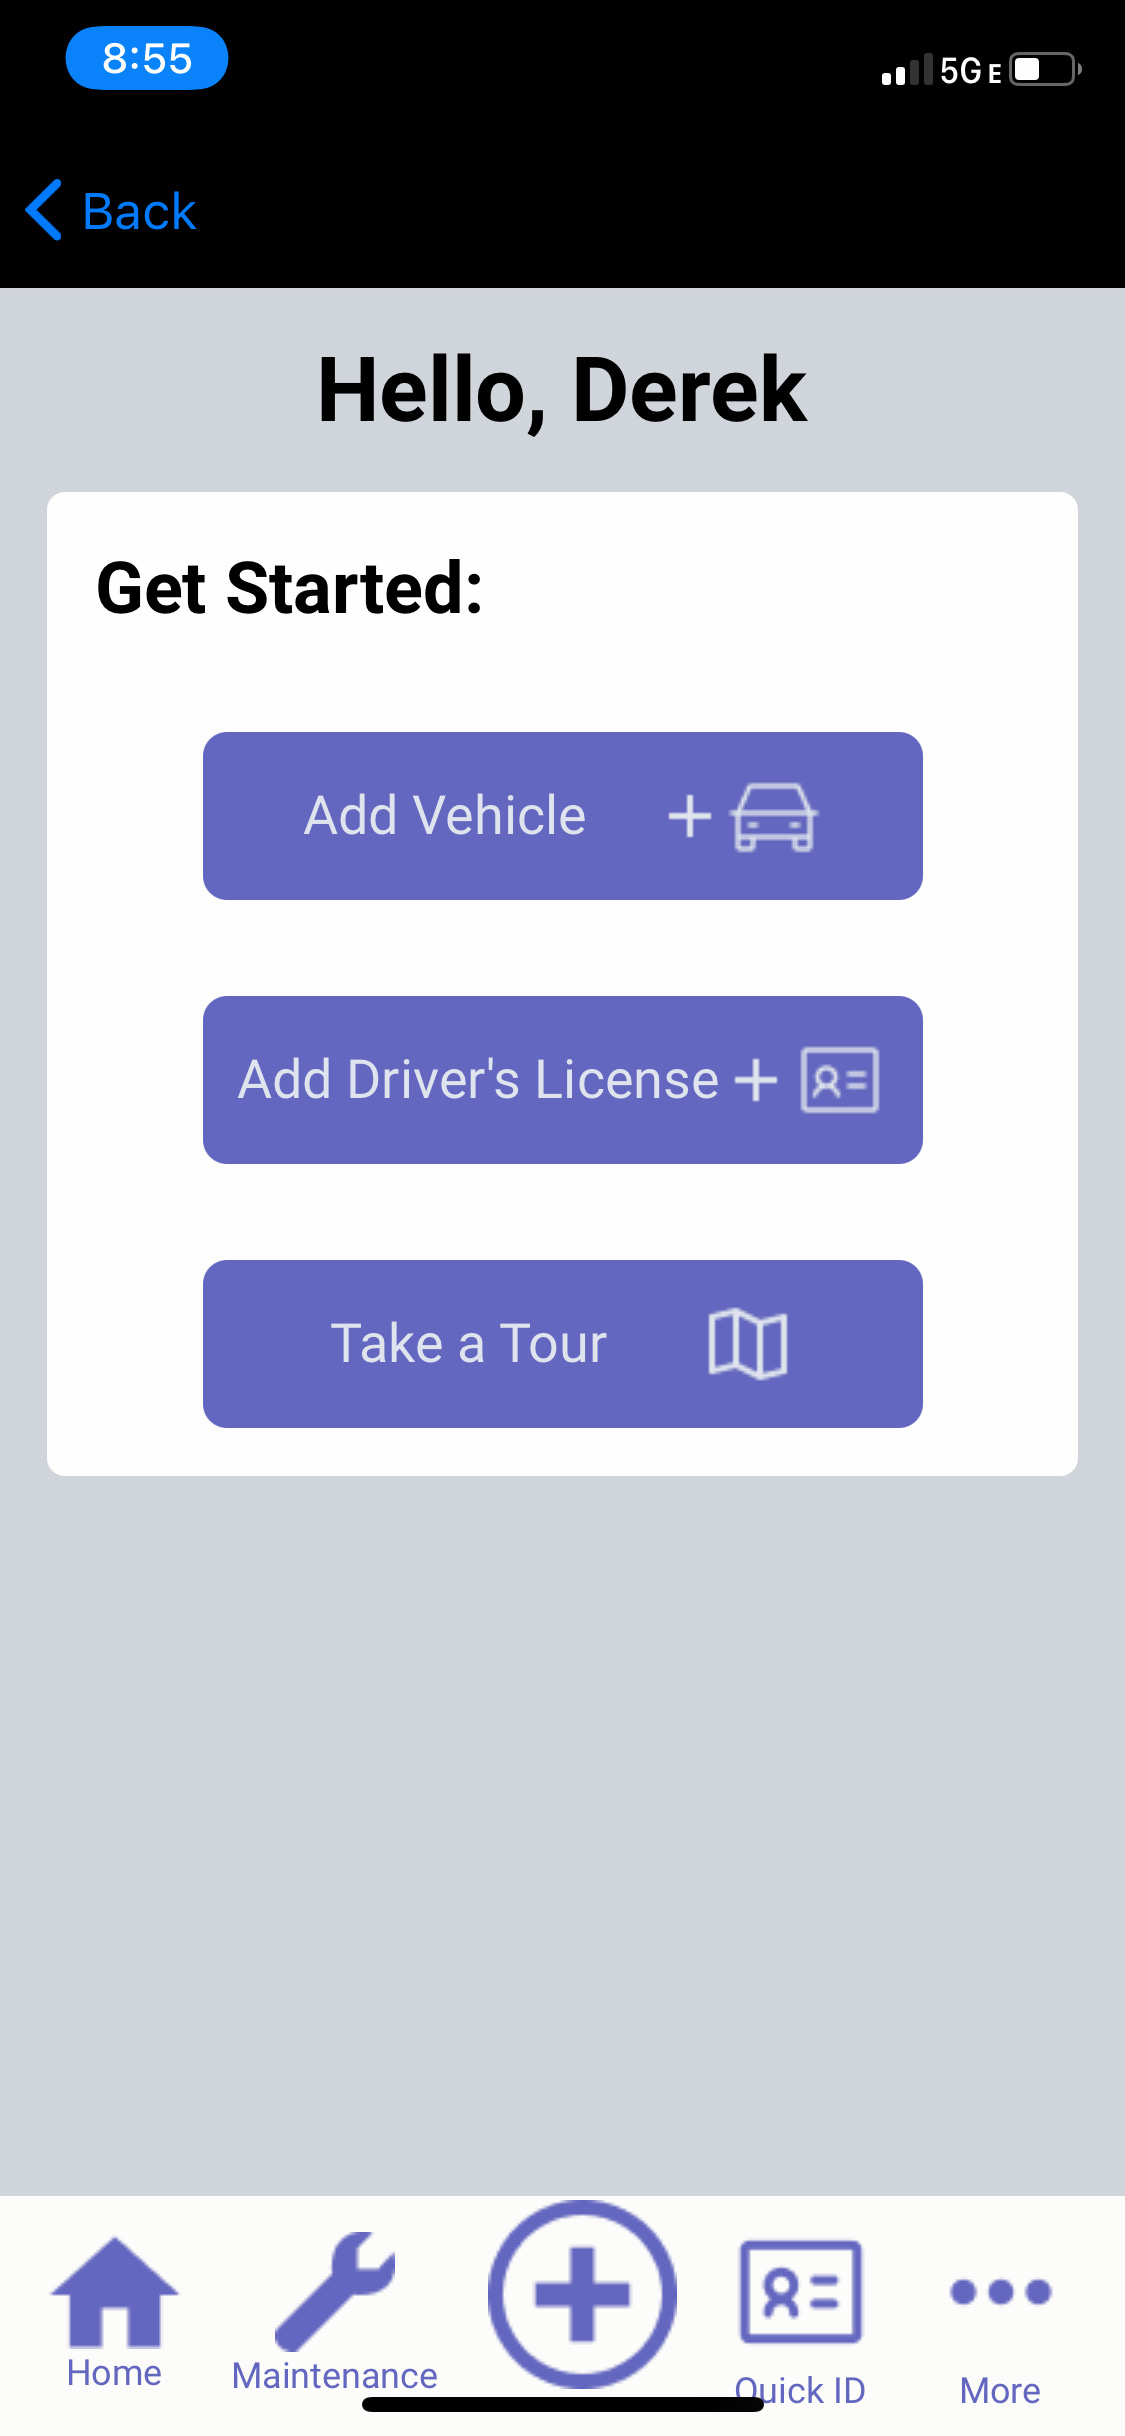 8:55
5G E
Back
Hello, Derek
Get Started:
Add Vehicle
Add Driver's License
Take a Tour
Home
Maintenance
Quick ID
More